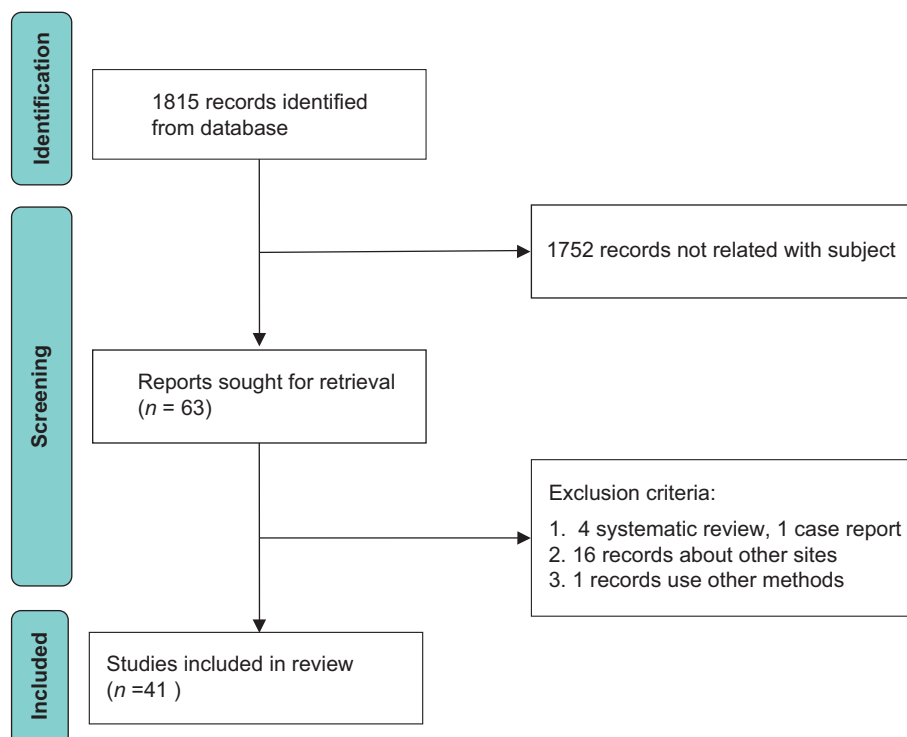 Identification
1815 records identified
from database
1752 records not related with subject
Screening
Reports sought for retrieval
(n = 63)
Exclusion criteria:
1. 4 systematic review, 1 case report
2. 16 records about other sites
3. 1 records use other methods
Included
Studies included in review
(n =41 )